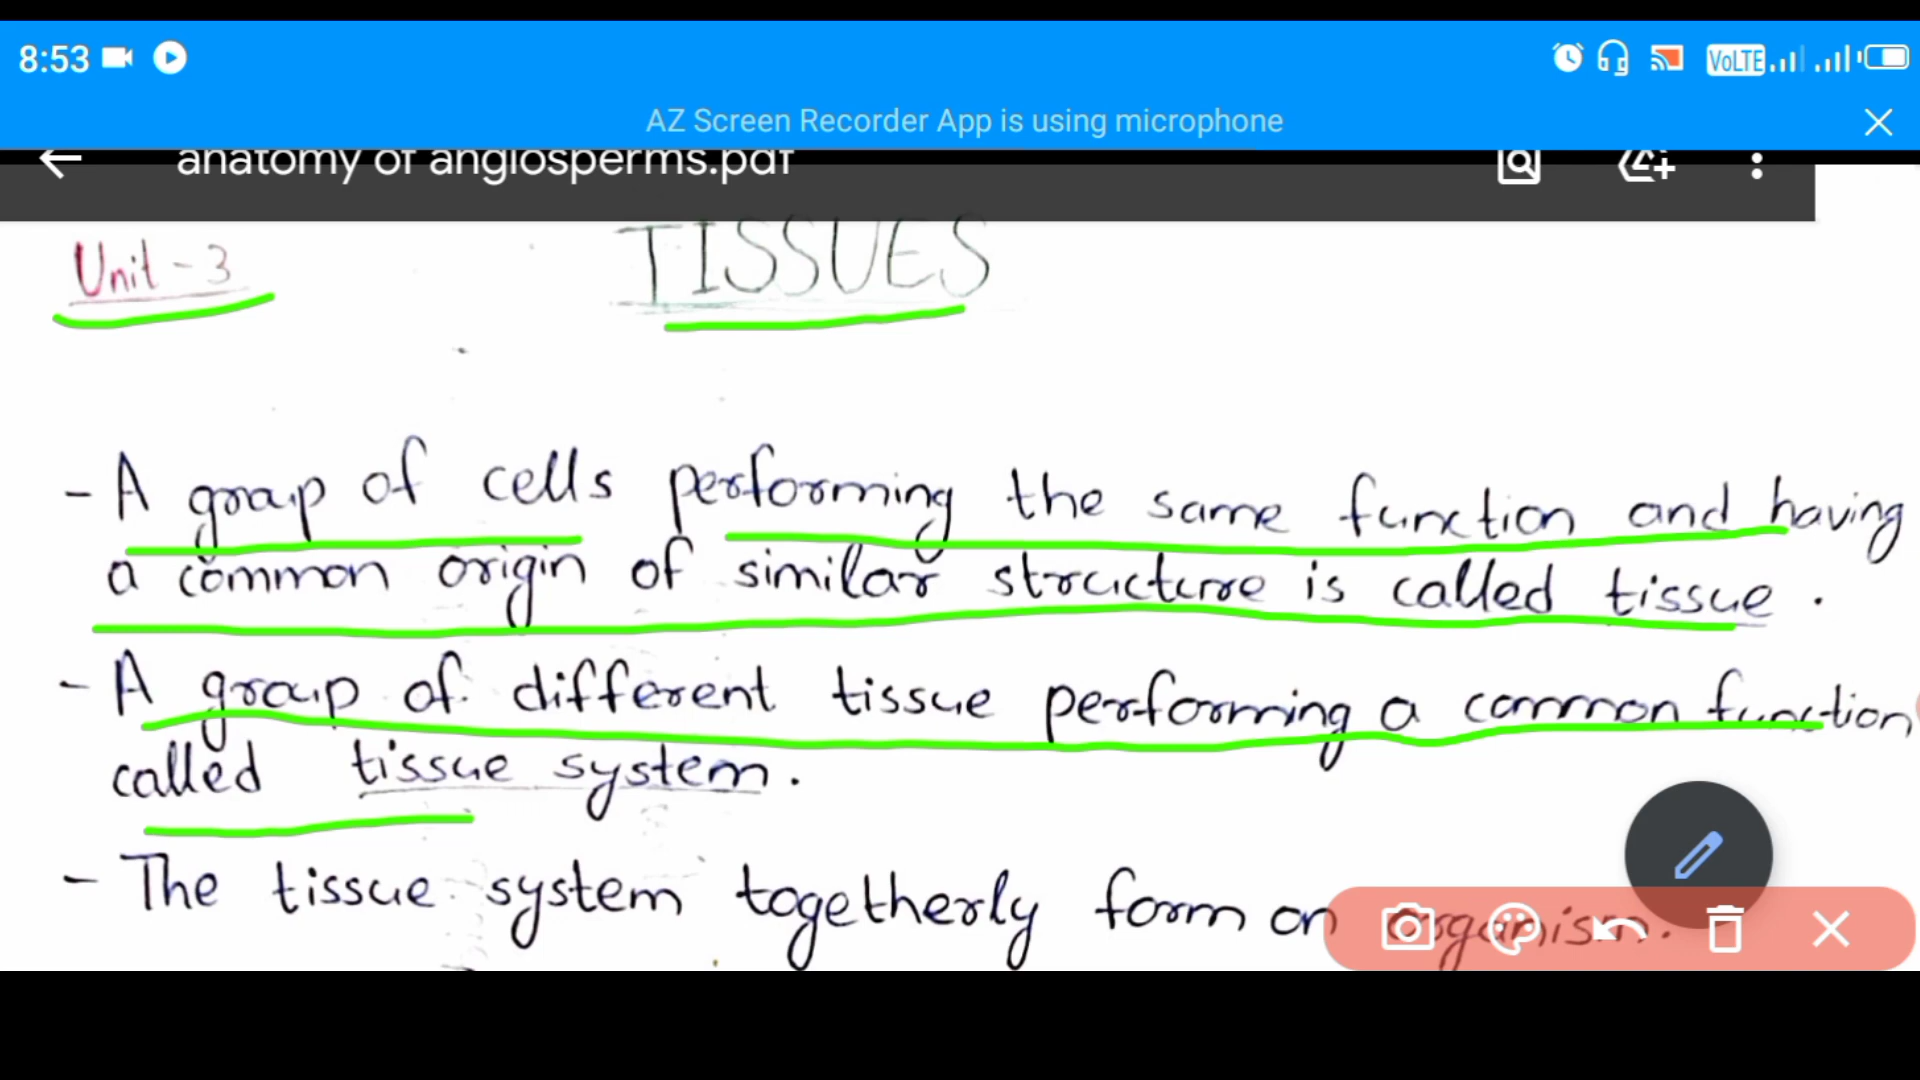 8:53
VoLTE
AZ Screen Recorder App is using microphone
anatomy of angiosperms.pdf
Unit - 3
TISSUES
- A group of cells performing the same function and having
a common origin of similar structure is called tissue .
- A group of different tissue performing a common function
called tissue system .
- The tissue system togetherly form an organism.